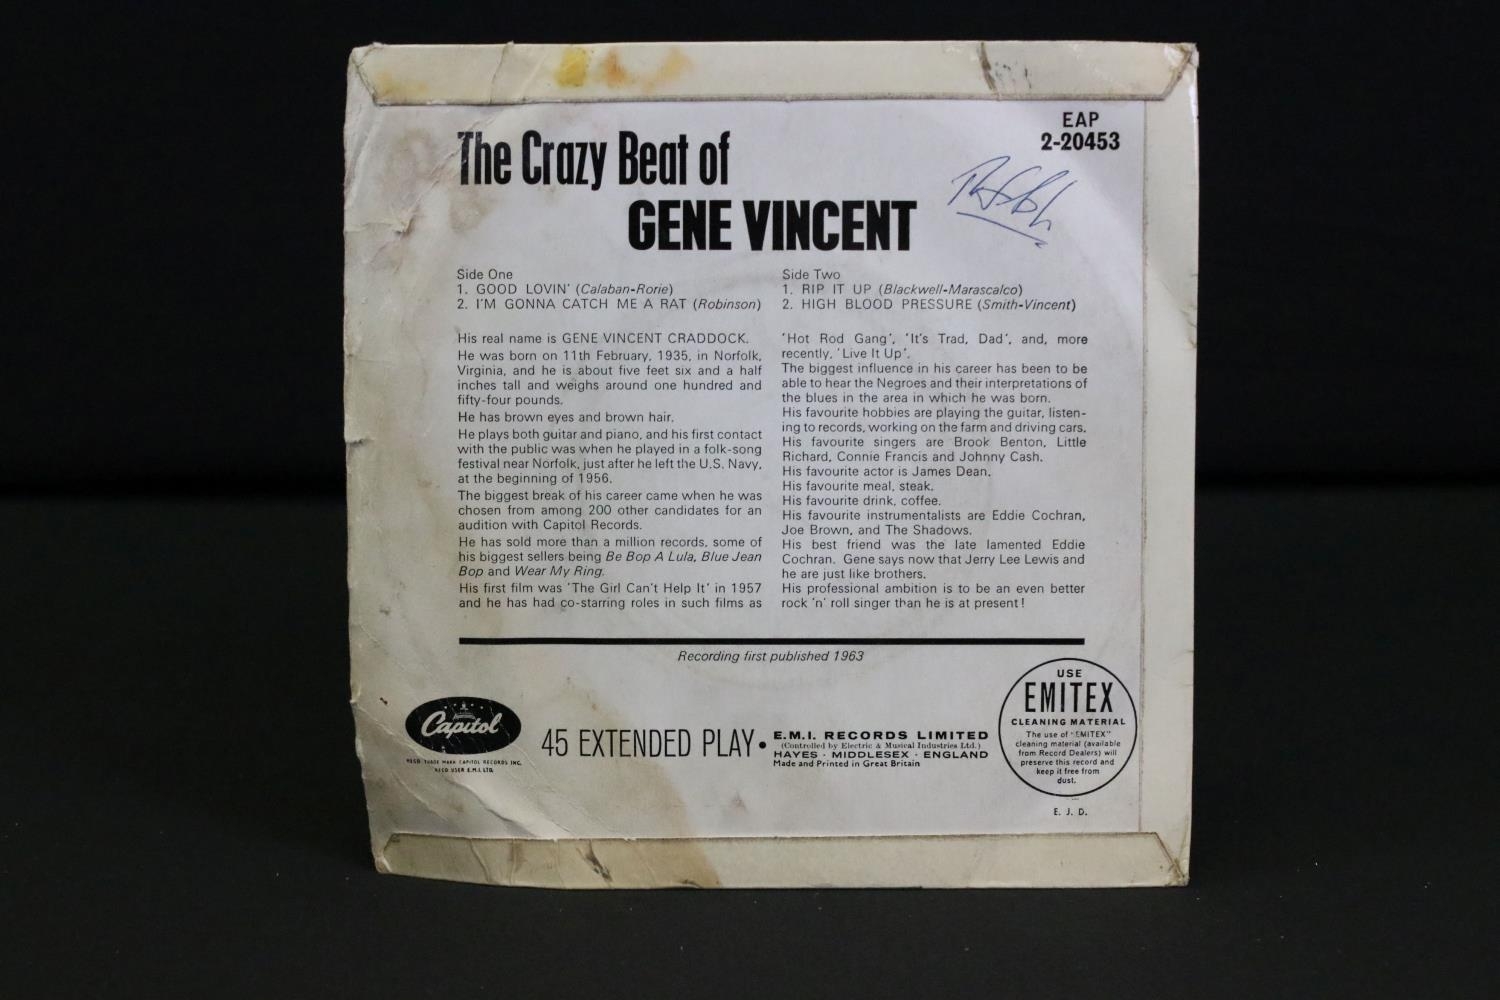 EAP
2-20453
The Crazy Beat of
GENE VINCENT
Side One
1. GOOD LOVIN' (Calaban-Rorie)
2. I'M GONNA CATCH ME A RAT (Robinson)
Side Two
1. RIP IT UP (Blackwell-Marascalco)
2. HIGH BLOOD PRESSURE (Smith-Vincent)
His real name is GENE VINCENT CRADDOCK.
He was born on 11th February, 1935, in Norfolk,
Virginia, and he is about five feet six and a half
inches tall and weighs around one hundred and
fifty-four pounds.
He has brown eyes and brown hair.
He plays both guitar and piano, and his first contact
with the public was when he played in a folk-song
festival near Norfolk, just after he left the U.S. Navy,
at the beginning of 1956.
The biggest break of his career came when he was
chosen from among 200 other candidates for an
audition with Capitol Records.
He has sold more than a million records, some of
his biggest sellers being Be Bop A Lula, Blue Jean
Bop and Wear My Ring.
His first film was 'The Girl Can't Help It' in 1957
and he has had co-starring roles in such films as
'Hot Rod Gang', 'It's Trad, Dad', and, more
recently, 'Live It Up'.
The biggest influence in his career has been to be
able to hear the Negroes and their interpretations of
the blues in the area in which he was born.
His favourite hobbies are playing the guitar, listen-
ing to records, working on the farm and driving cars.
His favourite singers are Brook Benton, Little
Richard, Connie Francis and Johnny Cash.
His favourite actor is James Dean.
His favourite meal, steak.
His favourite drink, coffee.
His favourite instrumentalists are Eddie Cochran,
Joe Brown, and The Shadows.
His best friend was the late lamented Eddie
Cochran. Gene says now that Jerry Lee Lewis and
he are just like brothers.
His professional ambition is to be an even better
rock 'n' roll singer than he is at present!
Recording first published 1963
Capitol
REGD. TRADE MARK CAPITOL RECORDS INC.
REGD USER E.M.I. LTD.
45 EXTENDED PLAY •
E.M.I. RECORDS LIMITED
(Controlled by Electric & Musical Industries Ltd.)
HAYES · MIDDLESEX · ENGLAND
Made and Printed in Great Britain
USE
EMITEX
CLEANING MATERIAL
The use of "EMITEX"
cleaning material (available
from Record Dealers) will
preserve this record and
keep it free from
dust.
E. J. D.